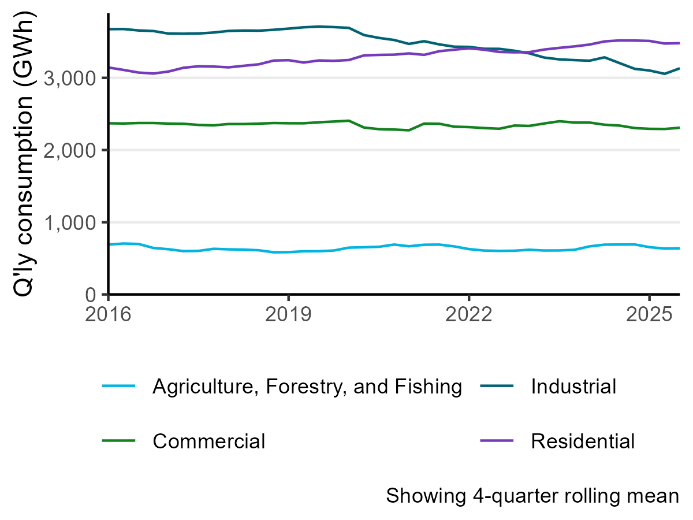 Q'ly consumption (GWh)
3,000
2,000
1,000
0
2016 2019 2022 2025
Agriculture, Forestry, and Fishing Industrial
Commercial Residential
Showing 4-quarter rolling mean